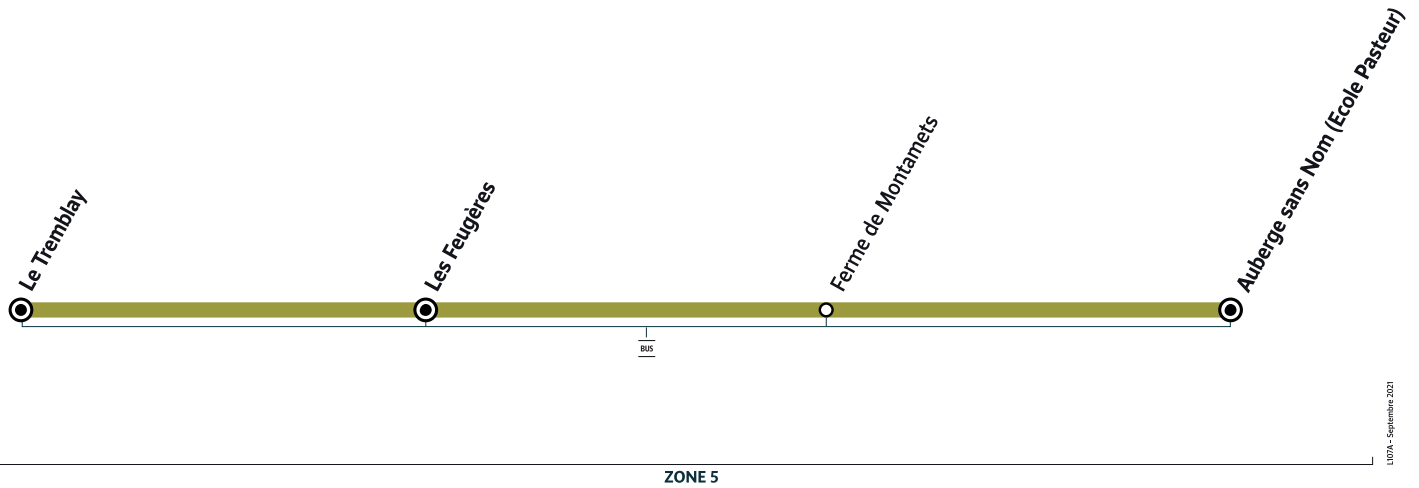 Le Tremblay
Les Feugères
Ferme de Montamets
Auberge sans Nom (Ecole Pasteur)
BUS
L107A - Septembre 2021
ZONE 5